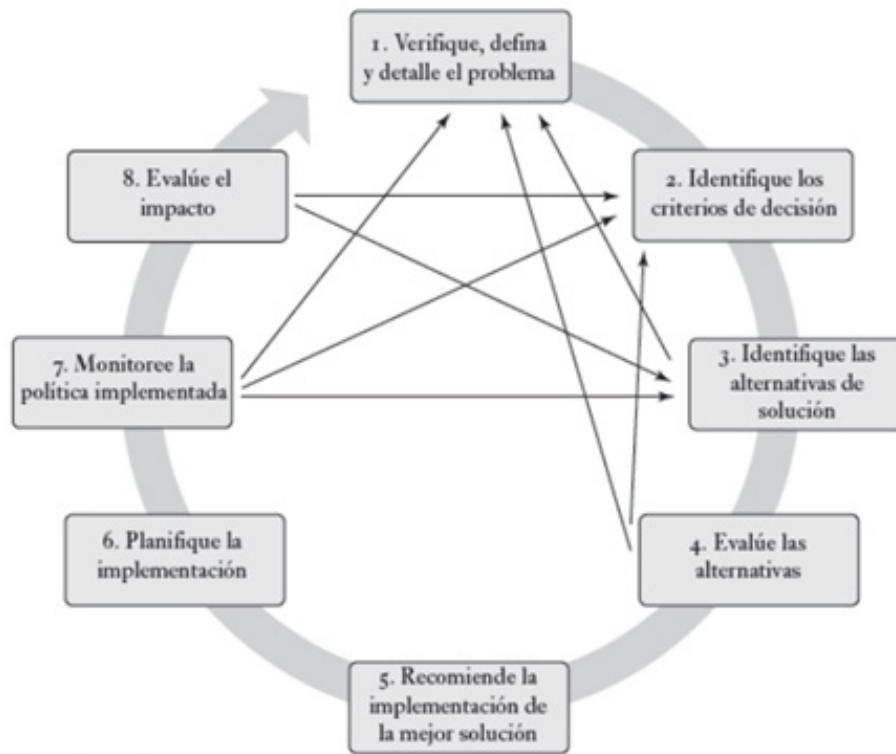 1. Verifique, defina
y detalle el problema
2. Identifique los
criterios de decisión
3. Identifique las
alternativas de
solución
4. Evalúe las
alternativas
5. Recomiende la
implementación de
la mejor solución
6. Planifique la
implementación
7. Monitoree la
política implementada
8. Evalúe el
impacto